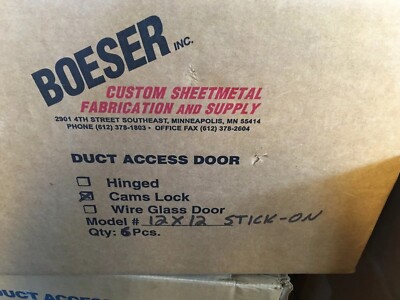 BOESER INC.
CUSTOM SHEETMETAL
FABRICATION AND SUPPLY
2901 4TH STREET SOUTHEAST, MINNEAPOLIS, MN 55414
PHONE (612) 378-1803 • OFFICE FAX (612) 378-2604
DUCT ACCESS DOOR
Hinged
Cams Lock
Wire Glass Door
Model # 12X12 STICK-ON
Qty: 6 Pcs.
DUCT ACCESS